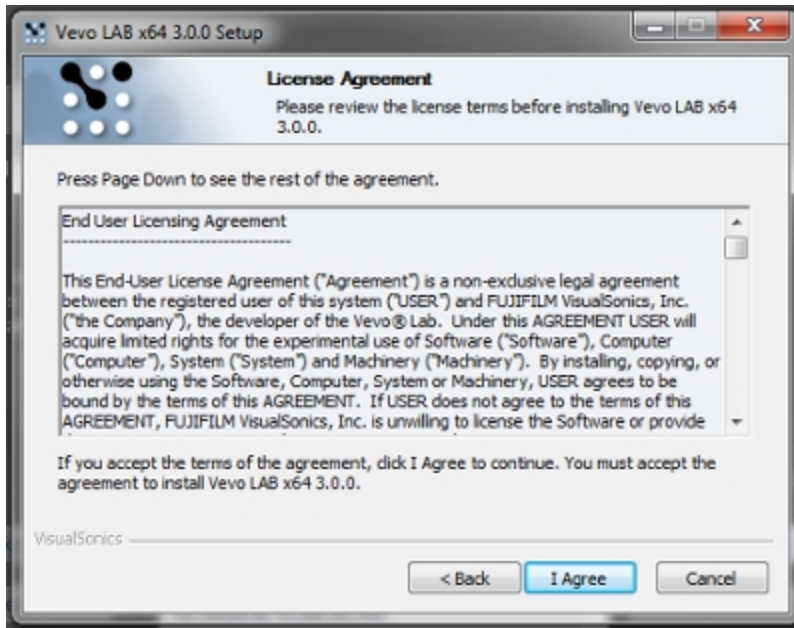 Vevo LAB x64 3.0.0 Setup
License Agreement
Please review the license terms before installing Vevo LAB x64
3.0.0.
Press Page Down to see the rest of the agreement.
End User Licensing Agreement
---------------------------------------
This End-User License Agreement ("Agreement") is a non-exclusive legal agreement
between the registered user of this system ("USER") and FUJIFILM VisualSonics, Inc.
("the Company"), the developer of the Vevo® Lab.  Under this AGREEMENT USER will
acquire limited rights for the experimental use of Software ("Software"), Computer
("Computer"), System ("System") and Machinery ("Machinery").  By installing, copying, or
otherwise using the Software, Computer, System or Machinery, USER agrees to be
bound by the terms of this AGREEMENT.  If USER does not agree to the terms of this
AGREEMENT, FUJIFILM VisualSonics, Inc. is unwilling to license the Software or provide
If you accept the terms of the agreement, click I Agree to continue. You must accept the
agreement to install Vevo LAB x64 3.0.0.
VisualSonics
< Back I Agree Cancel